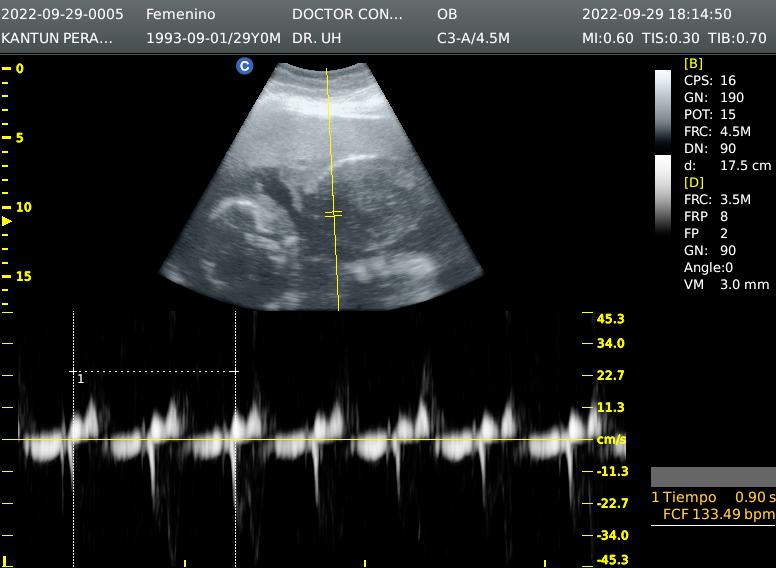 2022-09-29-0005 Femenino DOCTOR CON... OB 2022-09-29 18:14:50
KANTUN PERA... 1993-09-01/29Y0M DR. UH C3-A/4.5M MI:0.60 TIS:0.30 TIB:0.70
C
0
5
10
15
[B]
CPS: 16
GN: 190
POT: 15
FRC: 4.5M
DN: 90
d: 17.5 cm
[D]
FRC: 3.5M
FRP 8
FP 2
GN: 90
Angle:0
VM 3.0 mm
1
45.3
34.0
22.7
11.3
cm/s
-11.3
-22.7
-34.0
-45.3
1 Tiempo 0.90 s
FCF 133.49 bpm